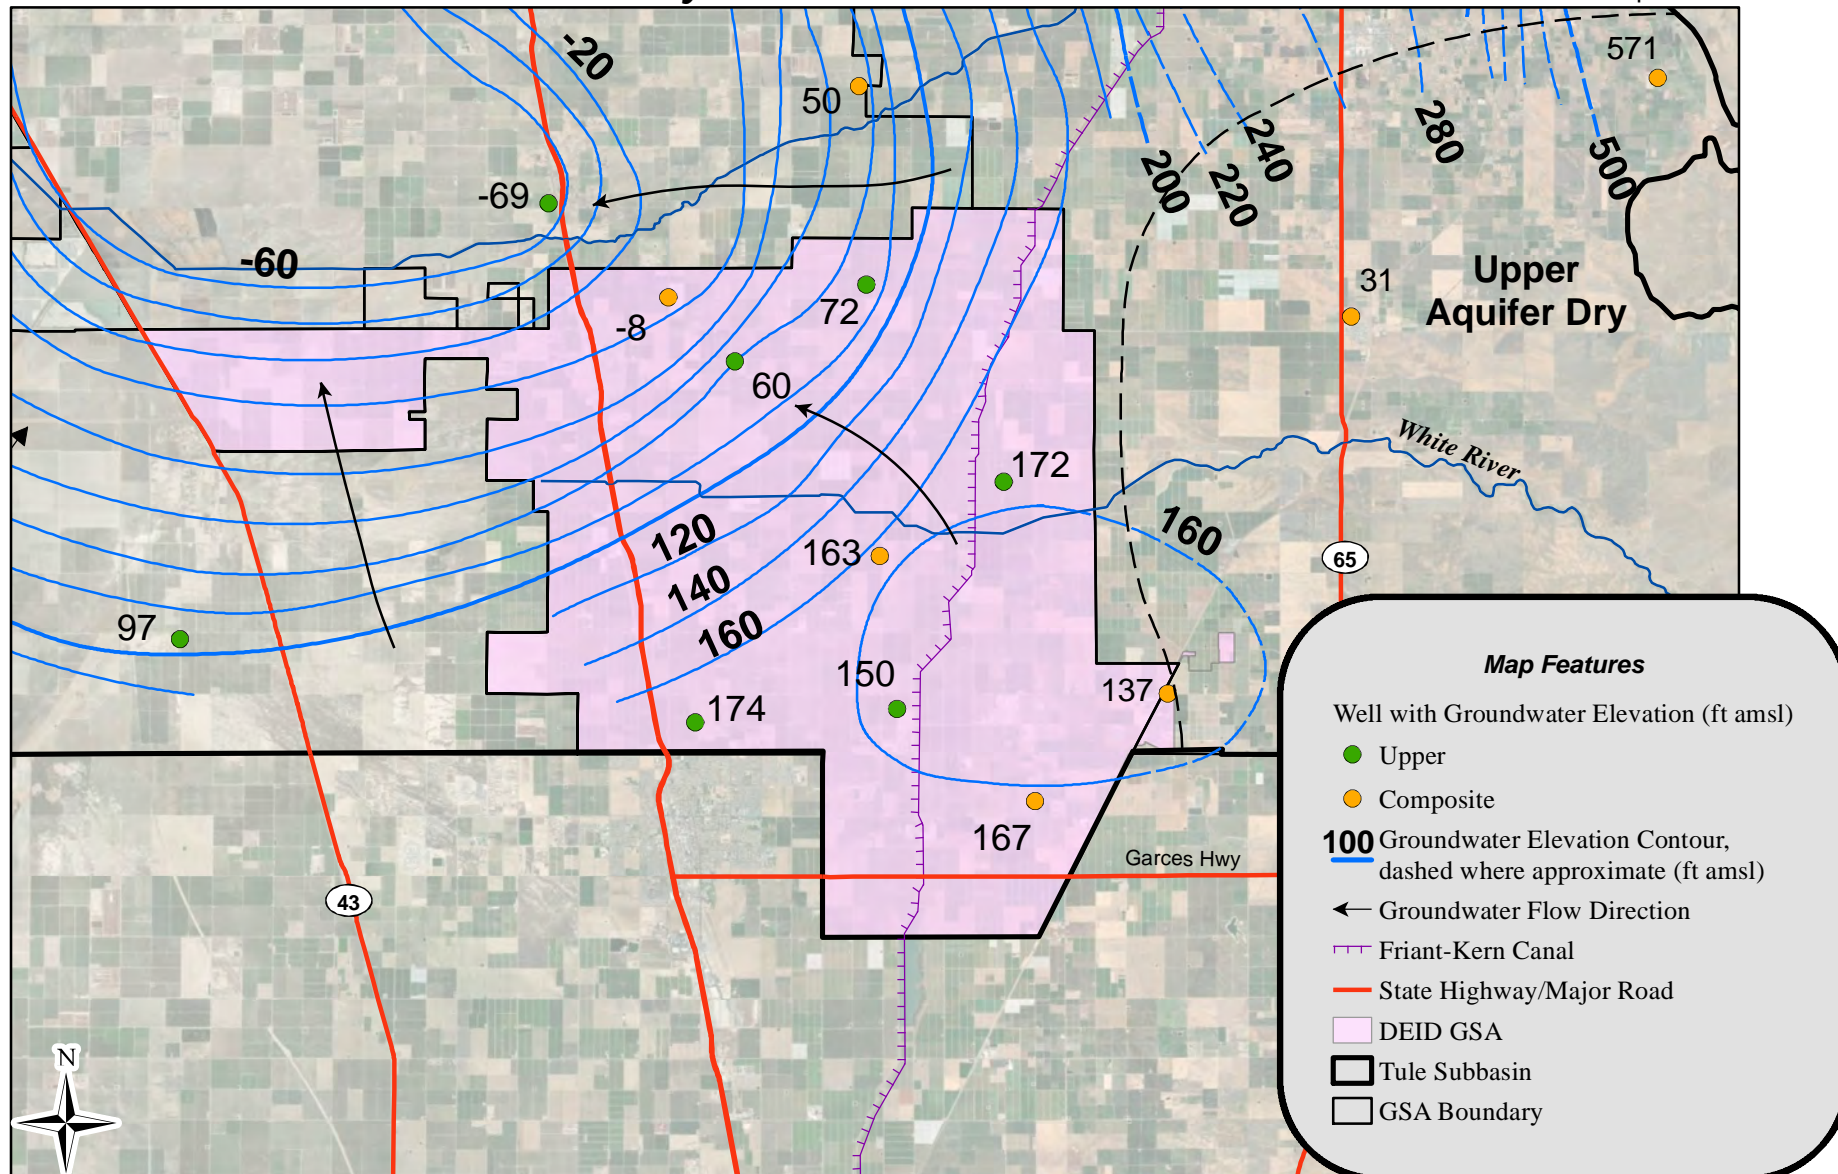 -20
50
571
-69
-60
200
220
240
280
500
-8
72
60
31
Upper
Aquifer Dry
White River
172
120
140
160
163
160
65
97
174
150
137
167
Garces Hwy
43
N
Map Features
Well with Groundwater Elevation (ft amsl)
Upper
Composite
100 Groundwater Elevation Contour,
dashed where approximate (ft amsl)
Groundwater Flow Direction
Friant-Kern Canal
State Highway/Major Road
DEID GSA
Tule Subbasin
GSA Boundary